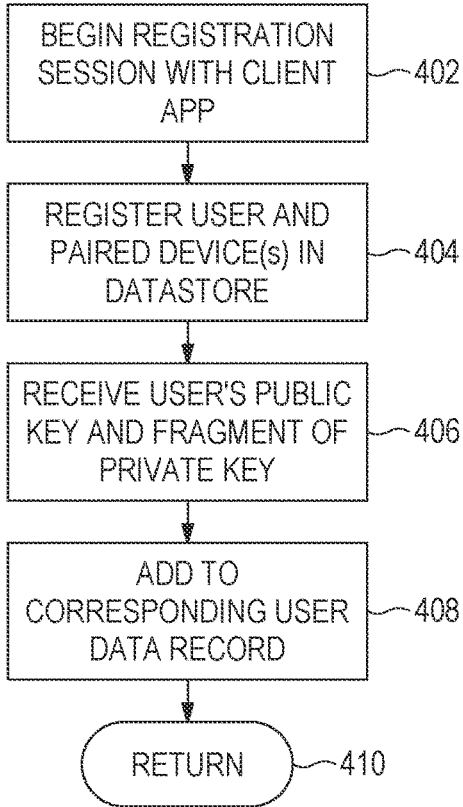 BEGIN REGISTRATION
SESSION WITH CLIENT
APP
402
REGISTER USER AND
PAIRED DEVICE(s) IN
DATASTORE
404
RECEIVE USER'S PUBLIC
KEY AND FRAGMENT OF
PRIVATE KEY
406
ADD TO
CORRESPONDING USER
DATA RECORD
408
RETURN
410